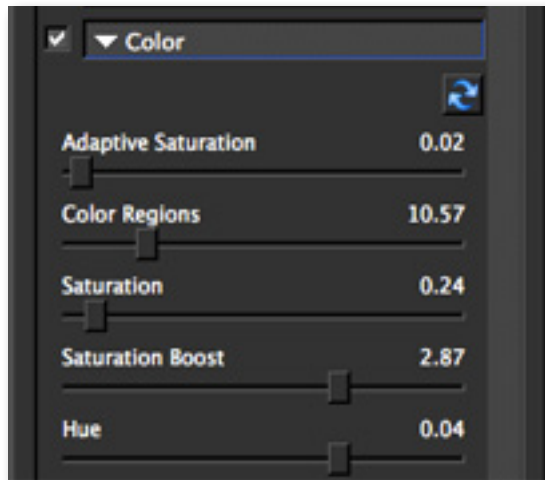 Color
Adaptive Saturation 0.02
Color Regions 10.57
Saturation 0.24
Saturation Boost 2.87
Hue 0.04